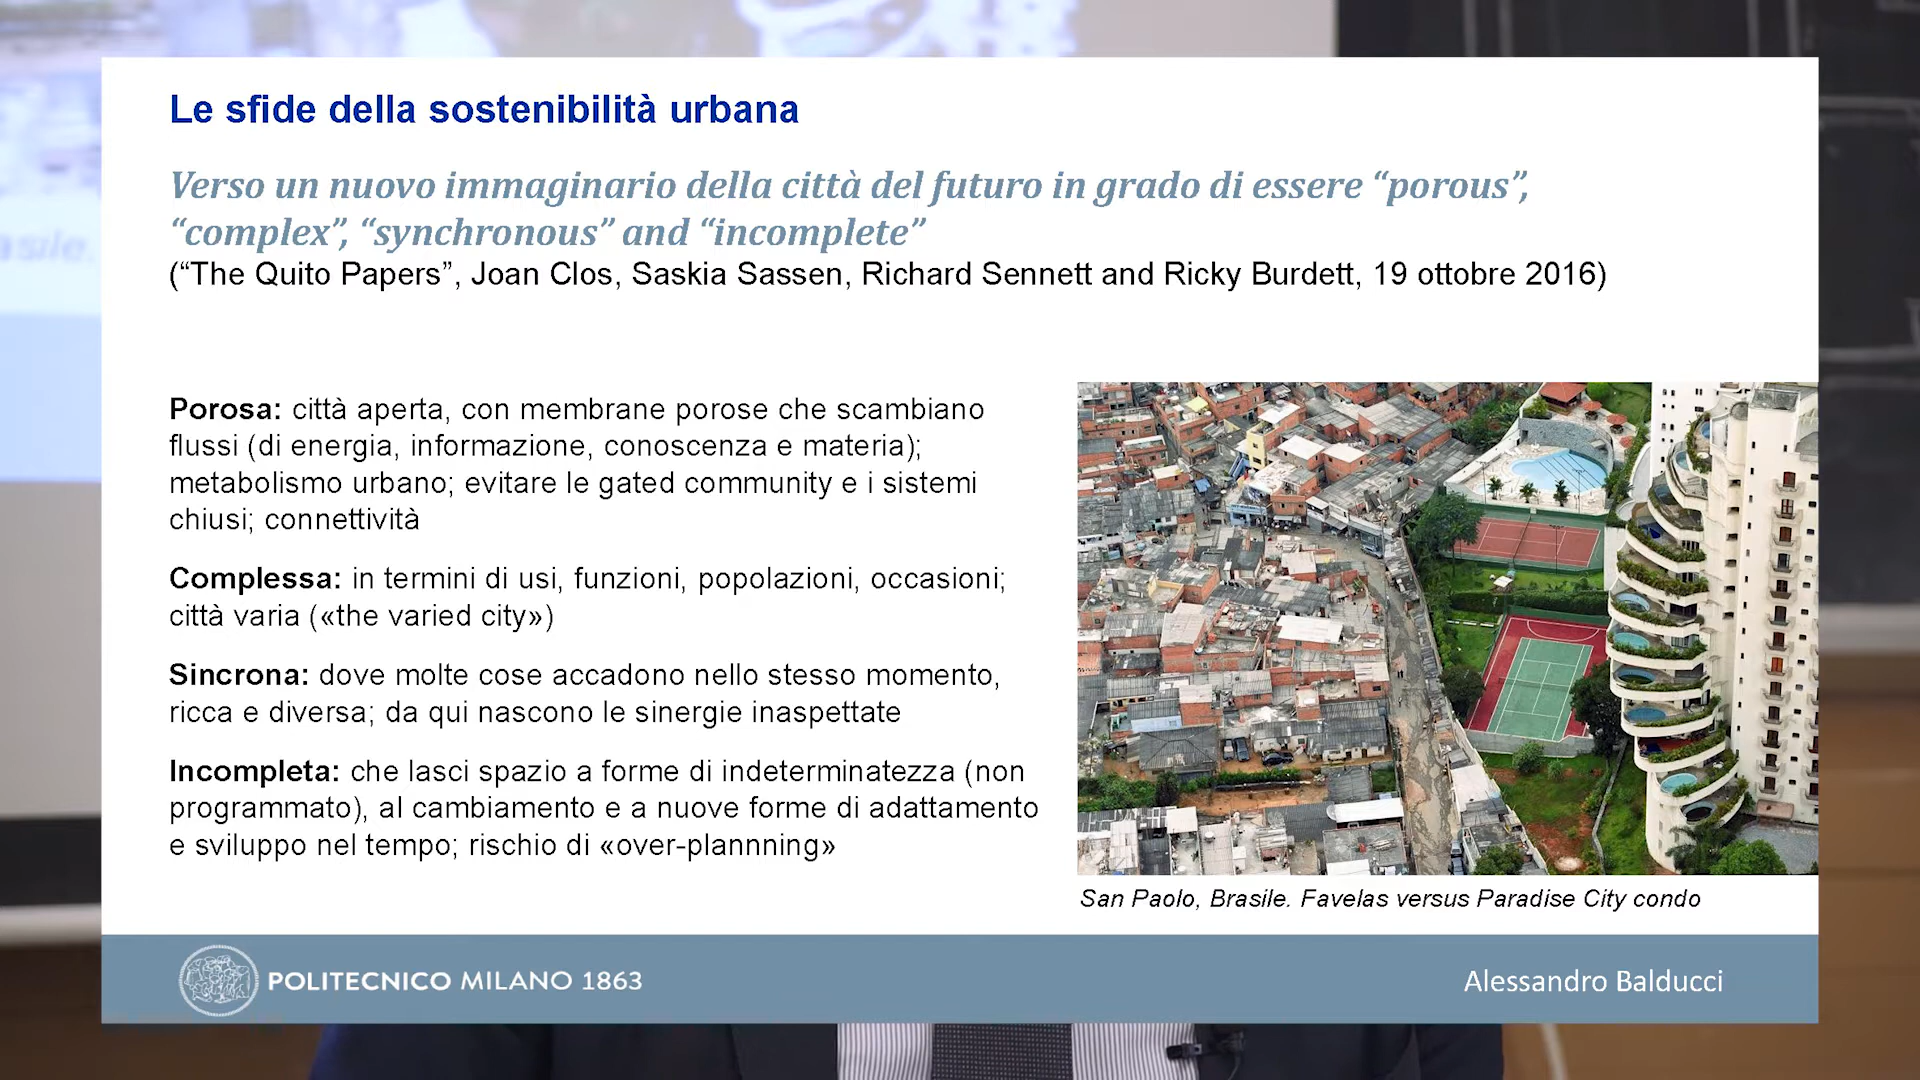 Le sfide della sostenibilità urbana
Verso un nuovo immaginario della città del futuro in grado di essere “porous”,
“complex”, “synchronous” and “incomplete”
(“The Quito Papers”, Joan Clos, Saskia Sassen, Richard Sennett and Ricky Burdett, 19 ottobre 2016)
Porosa: città aperta, con membrane porose che scambiano
flussi (di energia, informazione, conoscenza e materia);
metabolismo urbano; evitare le gated community e i sistemi
chiusi; connettività
Complessa: in termini di usi, funzioni, popolazioni, occasioni;
città varia («the varied city»)
Sincrona: dove molte cose accadono nello stesso momento,
ricca e diversa; da qui nascono le sinergie inaspettate
Incompleta: che lasci spazio a forme di indeterminatezza (non
programmato), al cambiamento e a nuove forme di adattamento
e sviluppo nel tempo; rischio di «over-plannning»
San Paolo, Brasile. Favelas versus Paradise City condo
POLITECNICO MILANO 1863
Alessandro Balducci